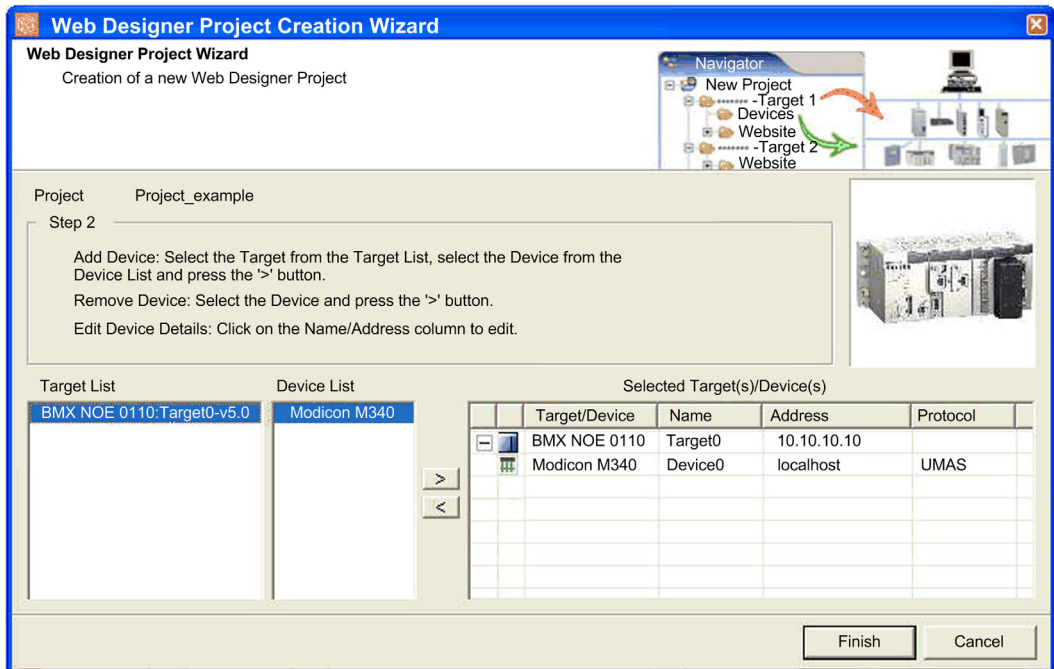 Web Designer Project Creation Wizard
Web Designer Project Wizard
Creation of a new Web Designer Project
Navigator
New Project
-Target 1
Devices
Website
-Target 2
Website
Project Project_example
Step 2
Add Device: Select the Target from the Target List, select the Device from the
Device List and press the '>' button.
Remove Device: Select the Device and press the '>' button.
Edit Device Details: Click on the Name/Address column to edit.
Target List Device List Selected Target(s)/Device(s)
BMX NOE 0110:Target0-v5.0 Modicon M340
Target/Device Name Address Protocol
BMX NOE 0110 Target0 10.10.10.10
Modicon M340 Device0 localhost UMAS
>
<
Finish Cancel